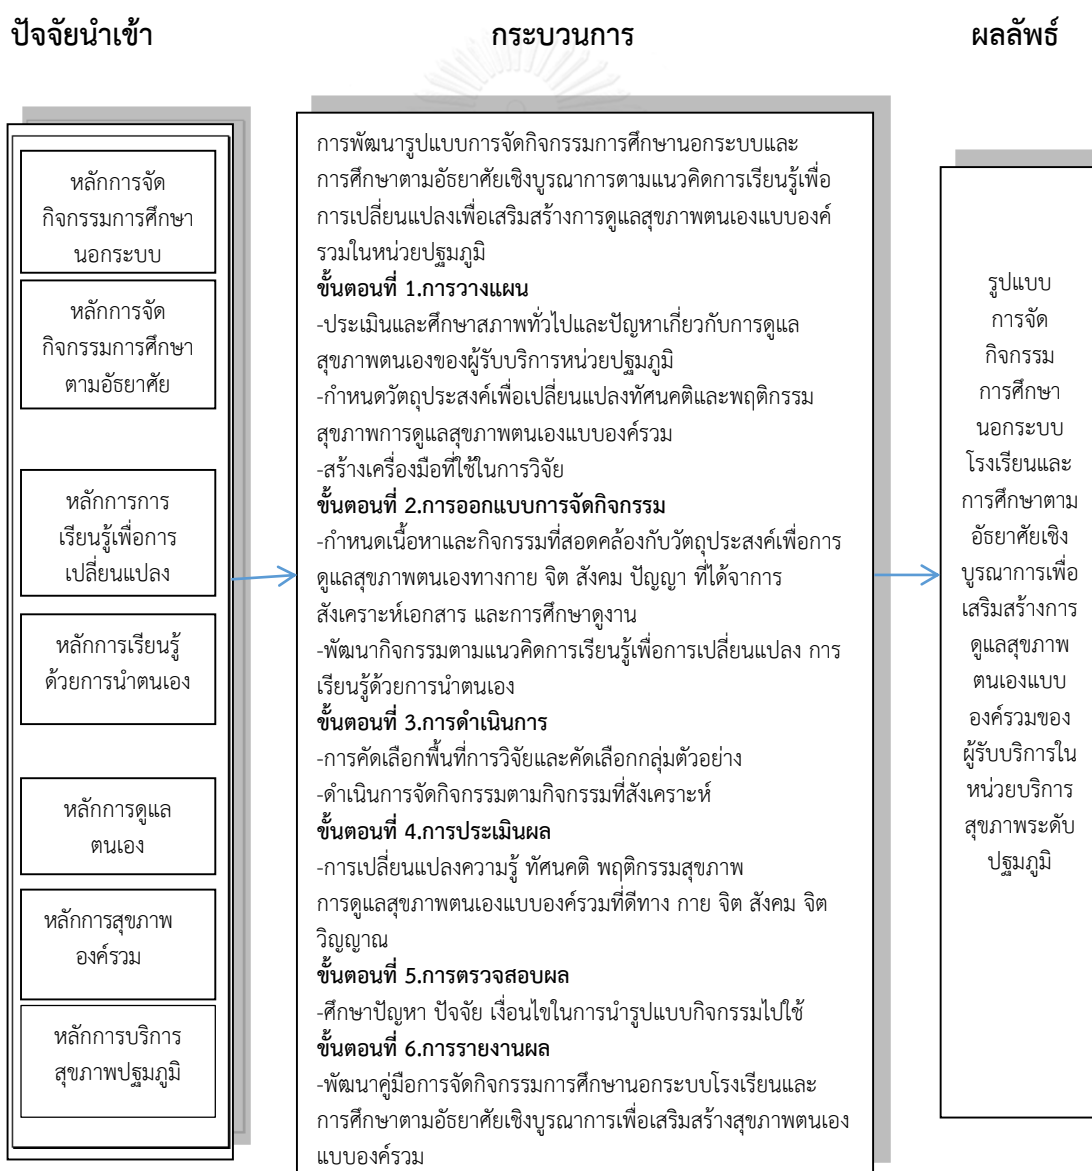 ปัจจัยนำเข้า
กระบวนการ
ผลลัพธ์
หลักการจัด
กิจกรรมการศึกษา
นอกระบบ
หลักการจัด
กิจกรรมการศึกษา
ตามอัธยาศัย
หลักการการ
เรียนรู้เพื่อการ
เปลี่ยนแปลง
หลักการเรียนรู้
ด้วยการนำตนเอง
หลักการดูแล
ตนเอง
หลักการสุขภาพ
องค์รวม
หลักการบริการ
สุขภาพปฐมภูมิ
การพัฒนารูปแบบการจัดกิจกรรมการศึกษานอกระบบและ
การศึกษาตามอัธยาศัยเชิงบูรณาการตามแนวคิดการเรียนรู้เพื่อ
การเปลี่ยนแปลงเพื่อเสริมสร้างการดูแลสุขภาพตนเองแบบองค์
รวมในหน่วยปฐมภูมิ
ขั้นตอนที่ 1.การวางแผน
-ประเมินและศึกษาสภาพทั่วไปและปัญหาเกี่ยวกับการดูแล
สุขภาพตนเองของผู้รับบริการหน่วยปฐมภูมิ
-กำหนดวัตถุประสงค์เพื่อเปลี่ยนแปลงทัศนคติและพฤติกรรม
สุขภาพการดูแลสุขภาพตนเองแบบองค์รวม
-สร้างเครื่องมือที่ใช้ในการวิจัย
ขั้นตอนที่ 2.การออกแบบการจัดกิจกรรม
-กำหนดเนื้อหาและกิจกรรมที่สอดคล้องกับวัตถุประสงค์เพื่อการ
ดูแลสุขภาพตนเองทางกาย จิต สังคม ปัญญา ที่ได้จาการ
สังเคราะห์เอกสาร และการศึกษาดูงาน
-พัฒนากิจกรรมตามแนวคิดการเรียนรู้เพื่อการเปลี่ยนแปลง การ
เรียนรู้ด้วยการนำตนเอง
ขั้นตอนที่ 3.การดำเนินการ
-การคัดเลือกพื้นที่การวิจัยและคัดเลือกกลุ่มตัวอย่าง
-ดำเนินการจัดกิจกรรมตามกิจกรรมที่สังเคราะห์
ขั้นตอนที่ 4.การประเมินผล
-การเปลี่ยนแปลงความรู้ ทัศนคติ พฤติกรรมสุขภาพ
การดูแลสุขภาพตนเองแบบองค์รวมที่ดีทาง กาย จิต สังคม จิต
วิญญาณ
ขั้นตอนที่ 5.การตรวจสอบผล
-ศึกษาปัญหา ปัจจัย เงื่อนไขในการนำรูปแบบกิจกรรมไปใช้
ขั้นตอนที่ 6.การรายงานผล
-พัฒนาคู่มือการจัดกิจกรรมการศึกษานอกระบบโรงเรียนและ
การศึกษาตามอัธยาศัยเชิงบูรณาการเพื่อเสริมสร้างสุขภาพตนเอง
แบบองค์รวม
รูปแบบ
การจัด
กิจกรรม
การศึกษา
นอกระบบ
โรงเรียนและ
การศึกษาตาม
อัธยาศัยเชิง
บูรณาการเพื่อ
เสริมสร้างการ
ดูแลสุขภาพ
ตนเองแบบ
องค์รวมของ
ผู้รับบริการใน
หน่วยบริการ
สุขภาพระดับ
ปฐมภูมิ